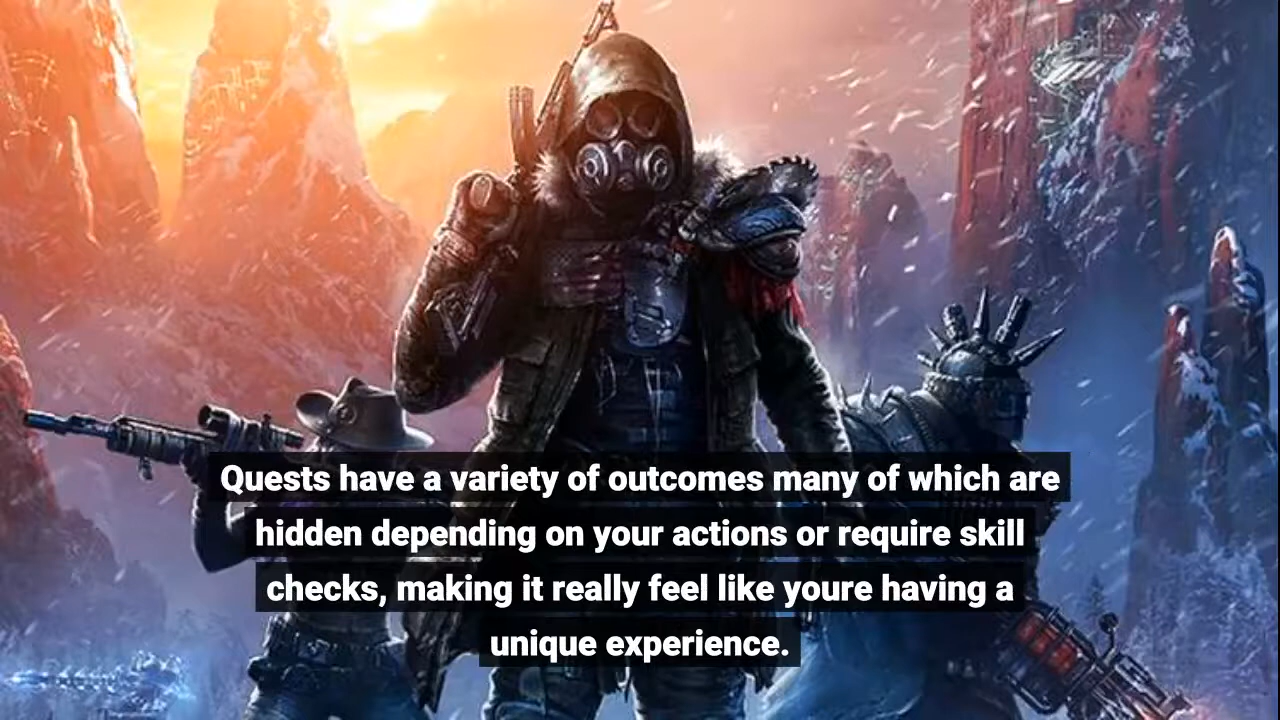 Quests have a variety of outcomes many of which are
hidden depending on your actions or require skill
checks, making it really feel like youre having a
unique experience.